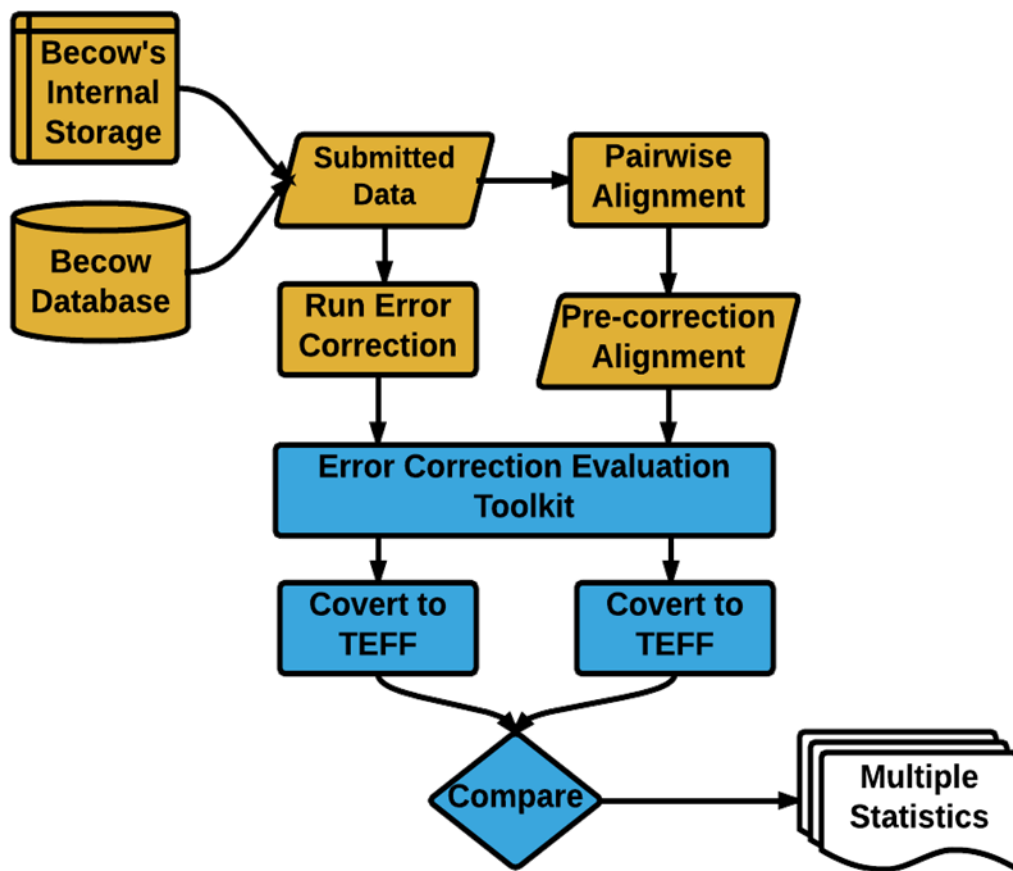 Becow's
Internal
Storage
Submitted
Data
Pairwise
Alignment
Becow
Database
Run Error
Correction
Pre-correction
Alignment
Error Correction Evaluation
Toolkit
Covert to
TEFF
Covert to
TEFF
Compare
Multiple
Statistics